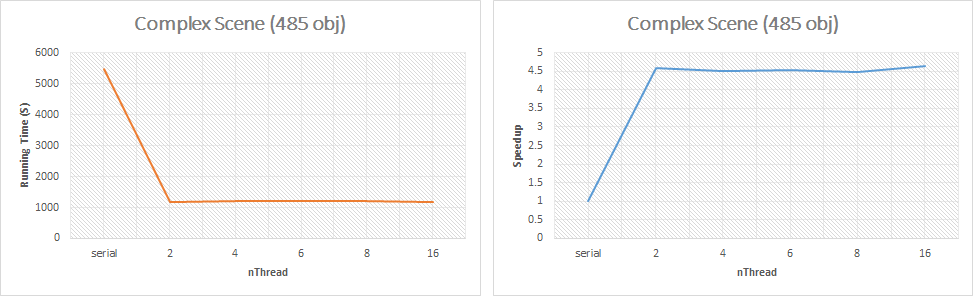 Complex Scene (485 obj)
Running Time (S)
6000
5000
4000
3000
2000
1000
0
serial 2 4 6 8 16
nThread
Complex Scene (485 obj)
Speedup
5
4.5
4
3.5
3
2.5
2
1.5
1
0.5
0
serial 2 4 6 8 16
nThread